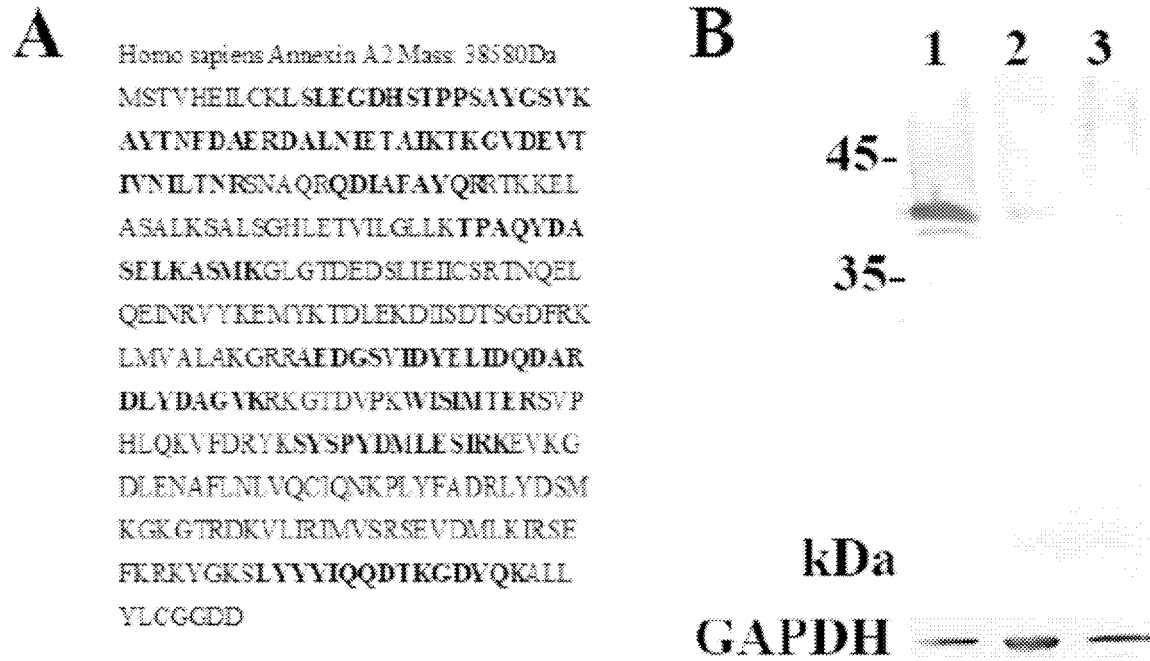 A
Homo sapiens Annexin A2 Mass: 38580Da
MSTVHEILCKLSLEGDHSTPPSAYGSVK
AYTNFDAERDALNIETAIKTKGVDEVT
IVNILTNRSNAQRQDIAFAYQRRTKKEL
ASALKSALSGHLETVILGLLKTPAQYDA
SELKASMKGLGTDEDSLIEIICSRTNQEL
QEINRVYKEMYKTDLEKDIISDTSGDFRK
LMVALAKGRRAEDGSVIDYELIDQDAR
DLYDAGVKRKGTDVPKWISIMTERSVP
HLQKVFDRYKSYSPYDMLESIRKEVKG
DLENAFLNLVQCIQNKPLYFADRLYDSM
KGKGTRDKVLIRIMVSRSEVDMLKIRSE
FKRKYGKSLYYYIQQDTKGDYQKALL
YLCGGDD
B
1 2 3
45-
35-
kDa
GAPDH